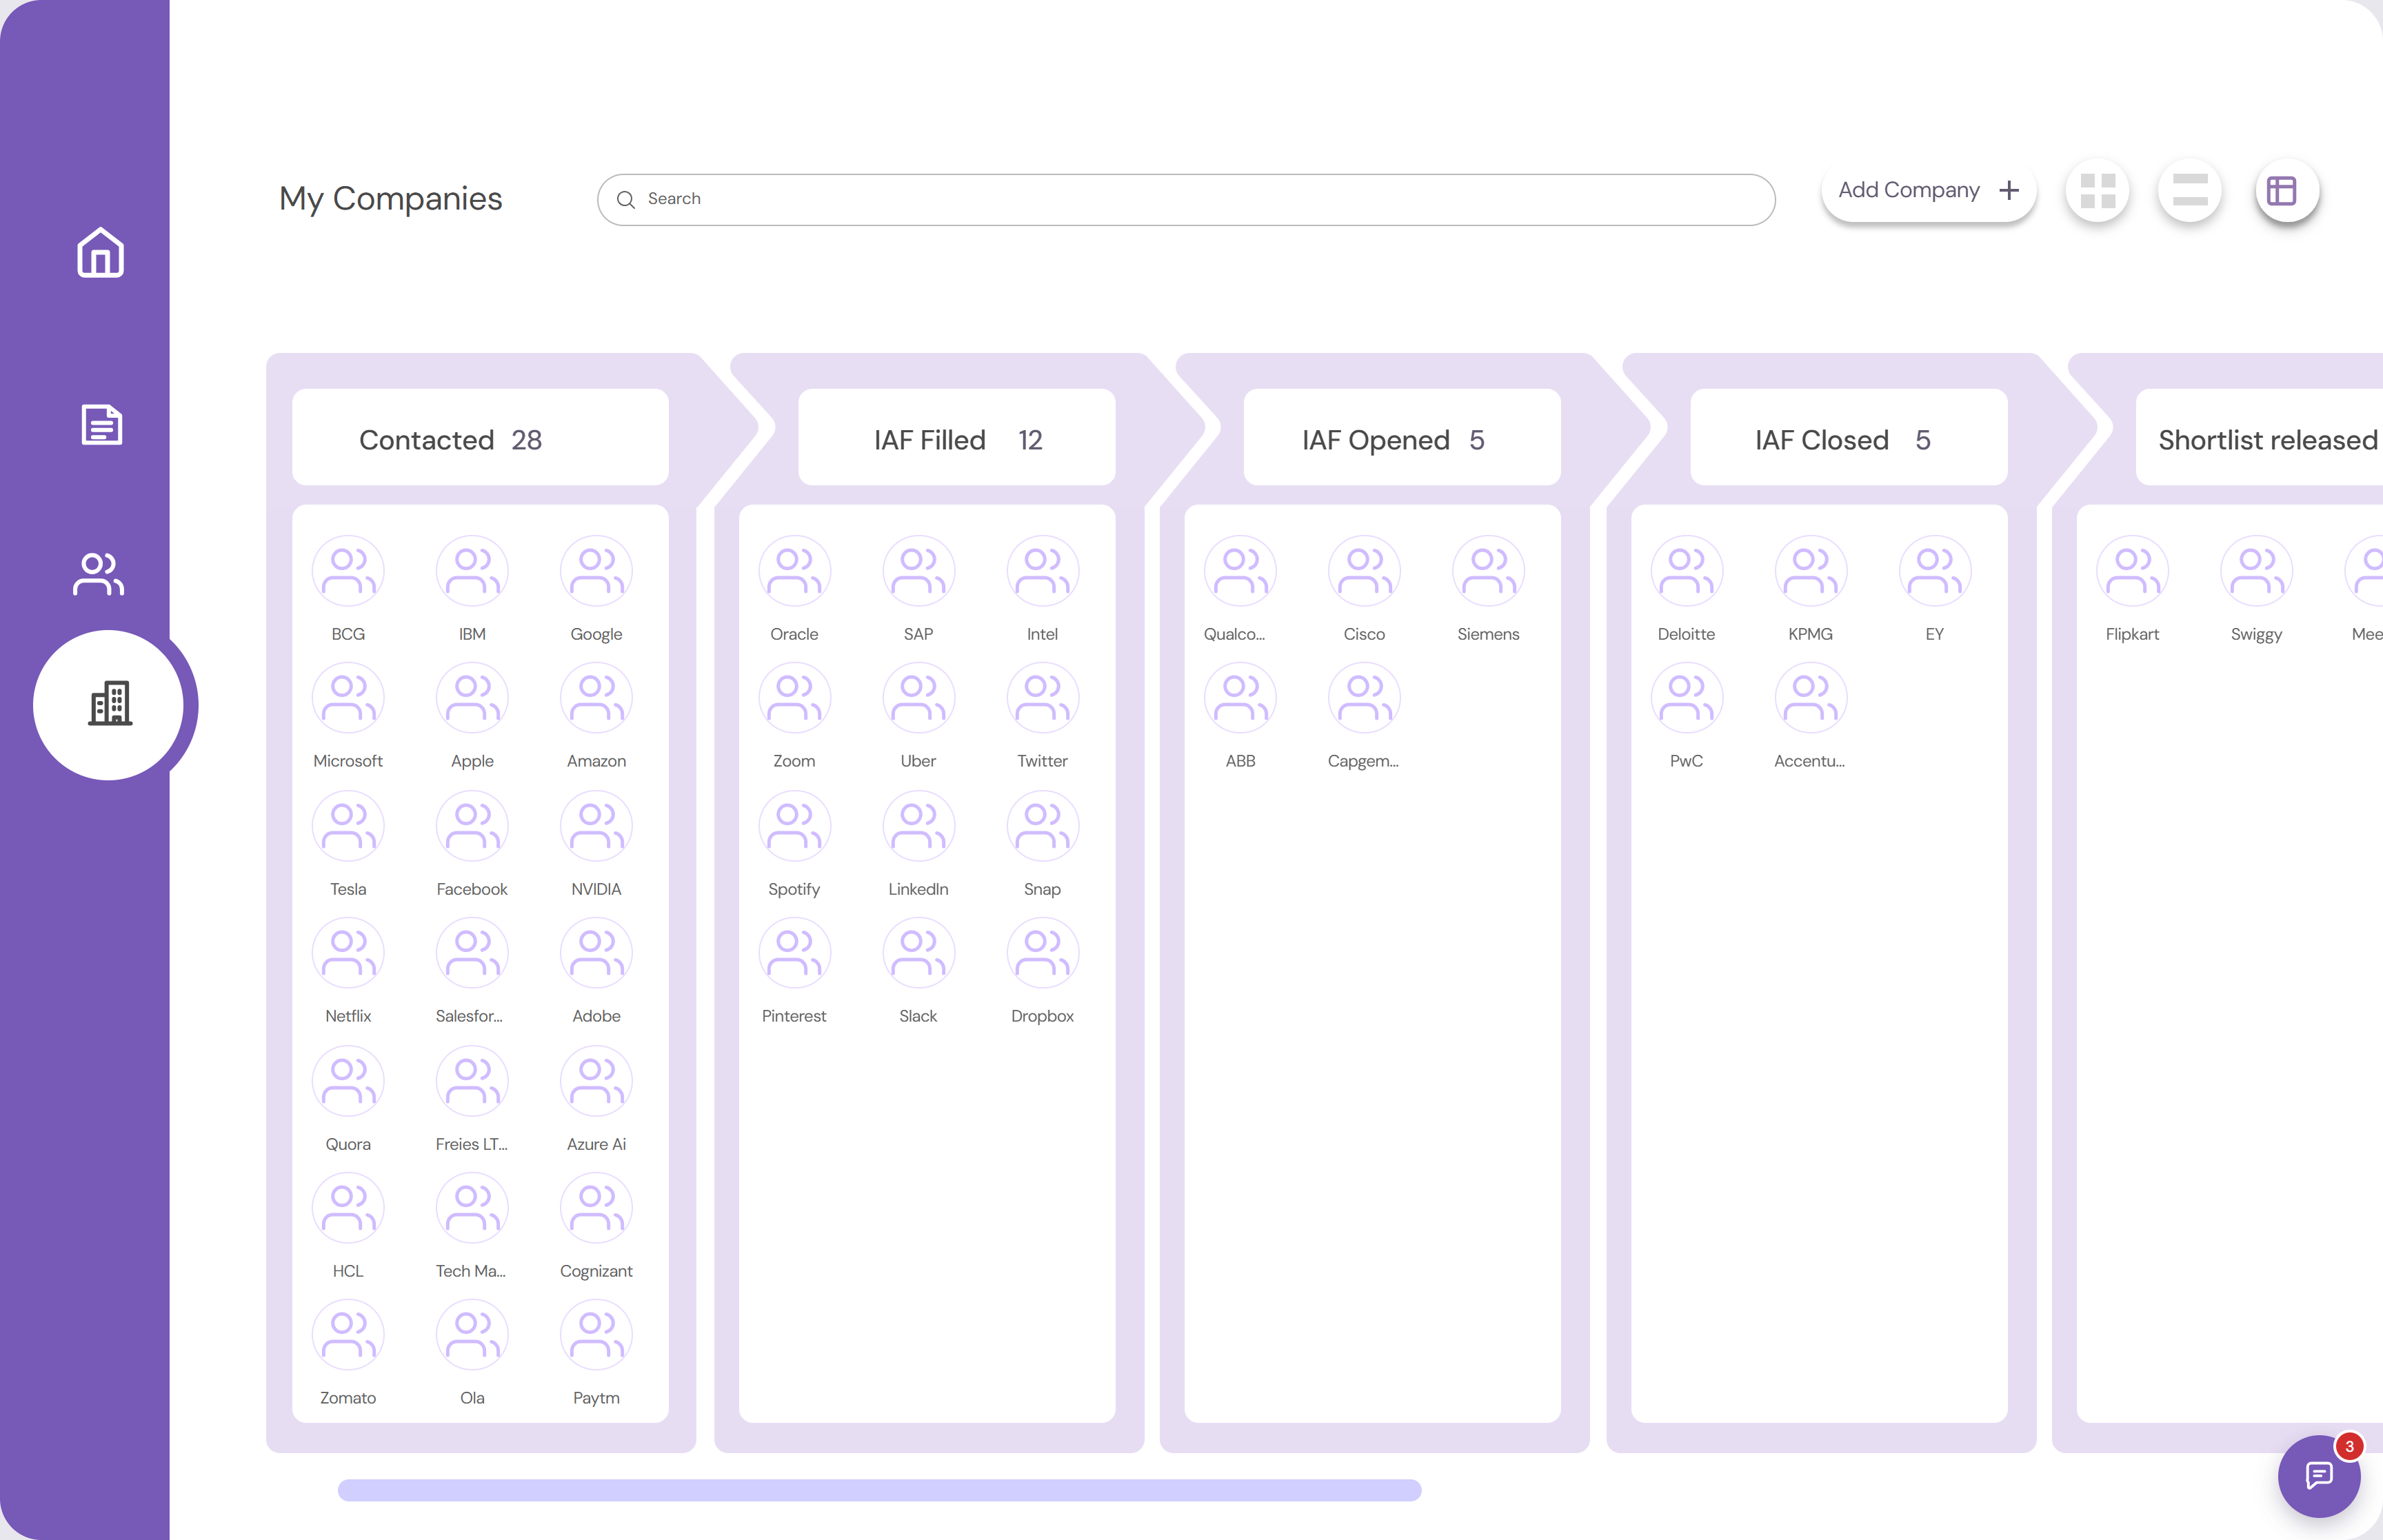 My Companies
Search
Add Company +
Contacted 28
IAF Filled 12
IAF Opened 5
IAF Closed 5
Shortlist released
BCG IBM Google
Microsoft Apple Amazon
Tesla Facebook NVIDIA
Netflix Salesfor... Adobe
Quora Freies LT... Azure Ai
HCL Tech Ma... Cognizant
Zomato Ola Paytm
Oracle SAP Intel
Zoom Uber Twitter
Spotify LinkedIn Snap
Pinterest Slack Dropbox
Qualco... Cisco Siemens
ABB Capgem...
Deloitte KPMG EY
PwC Accentu...
Flipkart Swiggy Mee
3